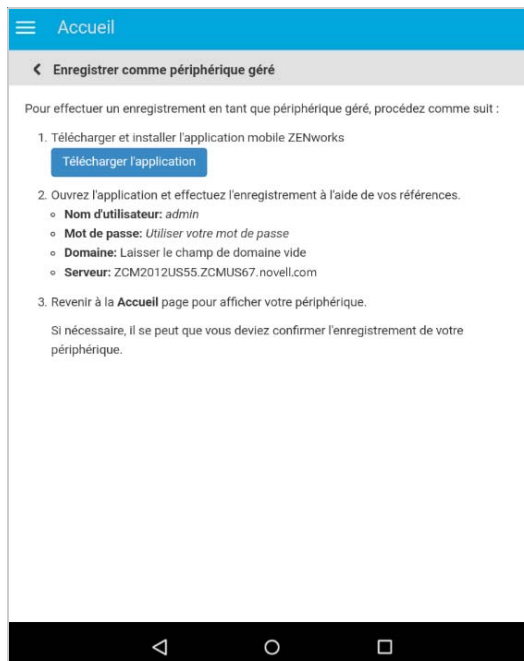 Accueil
Enregistrer comme périphérique géré
Pour effectuer un enregistrement en tant que périphérique géré, procédez comme suit :
1. Télécharger et installer l'application mobile ZENworks
Télécharger l'application
2. Ouvrez l'application et effectuez l'enregistrement à l'aide de vos références.
Nom d'utilisateur: admin
Mot de passe: Utiliser votre mot de passe
Domaine: Laisser le champ de domaine vide
Serveur: ZCM2012US55.ZCMUS67.novell.com
3. Revenir à la Accueil page pour afficher votre périphérique.
Si nécessaire, il se peut que vous deviez confirmer l'enregistrement de votre
périphérique.